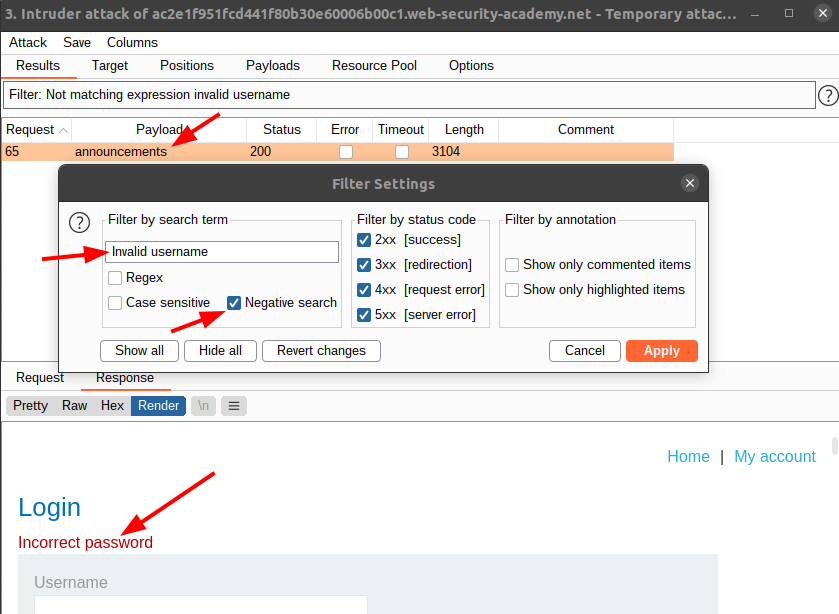 3. Intruder attack of ac2e1f951fcd441f80b30e60006b00c1.web-security-academy.net - Temporary attac...
Attack Save Columns
Results Target Positions Payloads Resource Pool Options
Filter: Not matching expression invalid username
?
Request Payload Status Error Timeout Length Comment
65 announcements 200 3104
Filter Settings
?
Filter by search term Filter by status code Filter by annotation
2xx [success]
Invalid username
3xx [redirection] Show only commented items
Regex
4xx [request error] Show only highlighted items
Case sensitive Negative search
5xx [server error]
Show all Hide all Revert changes Cancel Apply
Request Response
Pretty Raw Hex Render \n
Home | My account
Login
Incorrect password
Username